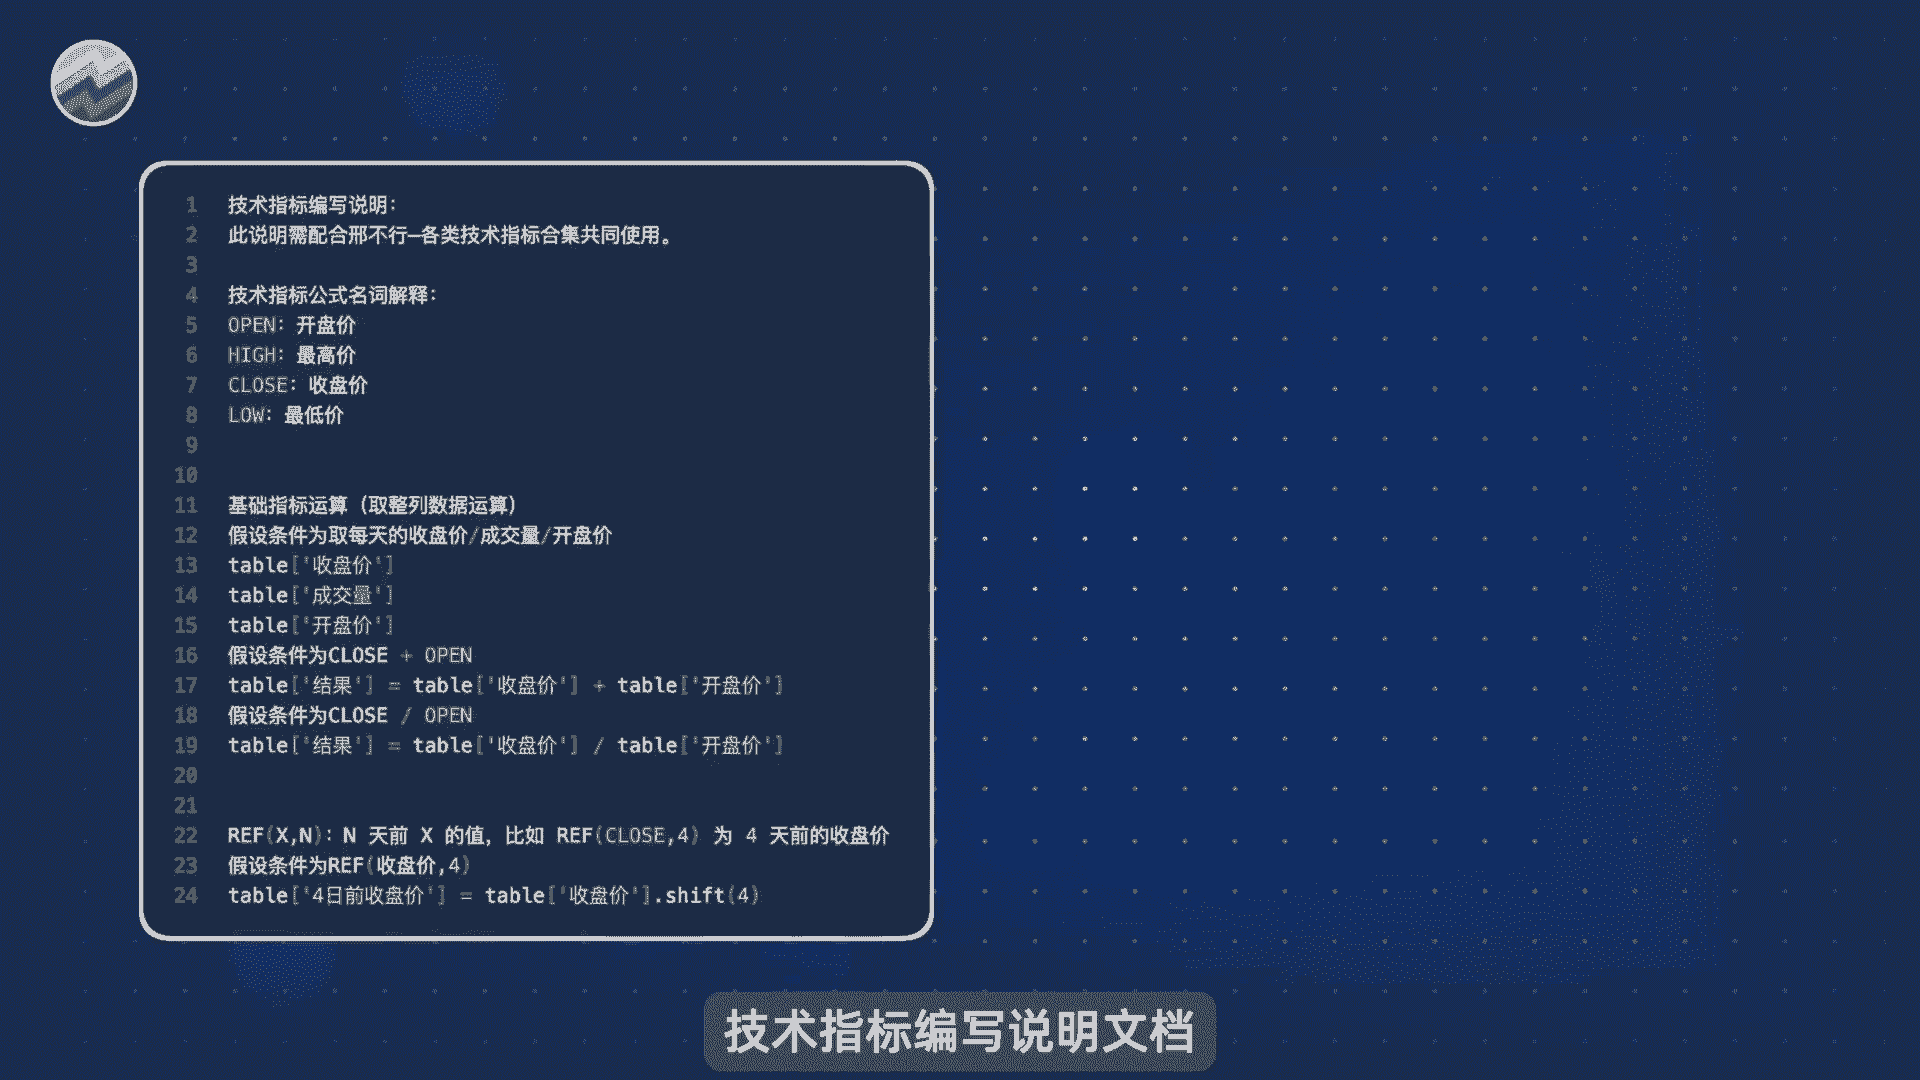 1 技术指标编写说明：
2 此说明需配合邢不行—各类技术指标合集共同使用。
3
4 技术指标公式名词解释：
5 OPEN：开盘价
6 HIGH：最高价
7 CLOSE：收盘价
8 LOW：最低价
9
10
11 基础指标运算（取整列数据运算）
12 假设条件为取每天的收盘价/成交量/开盘价
13 table['收盘价']
14 table['成交量']
15 table['开盘价']
16 假设条件为CLOSE + OPEN
17 table['结果'] = table['收盘价'] + table['开盘价']
18 假设条件为CLOSE / OPEN
19 table['结果'] = table['收盘价'] / table['开盘价']
20
21
22 REF(X,N)：N 天前 X 的值，比如 REF(CLOSE,4) 为 4 天前的收盘价
23 假设条件为REF(收盘价,4)
24 table['4日前收盘价'] = table['收盘价'].shift(4)
技术指标编写说明文档